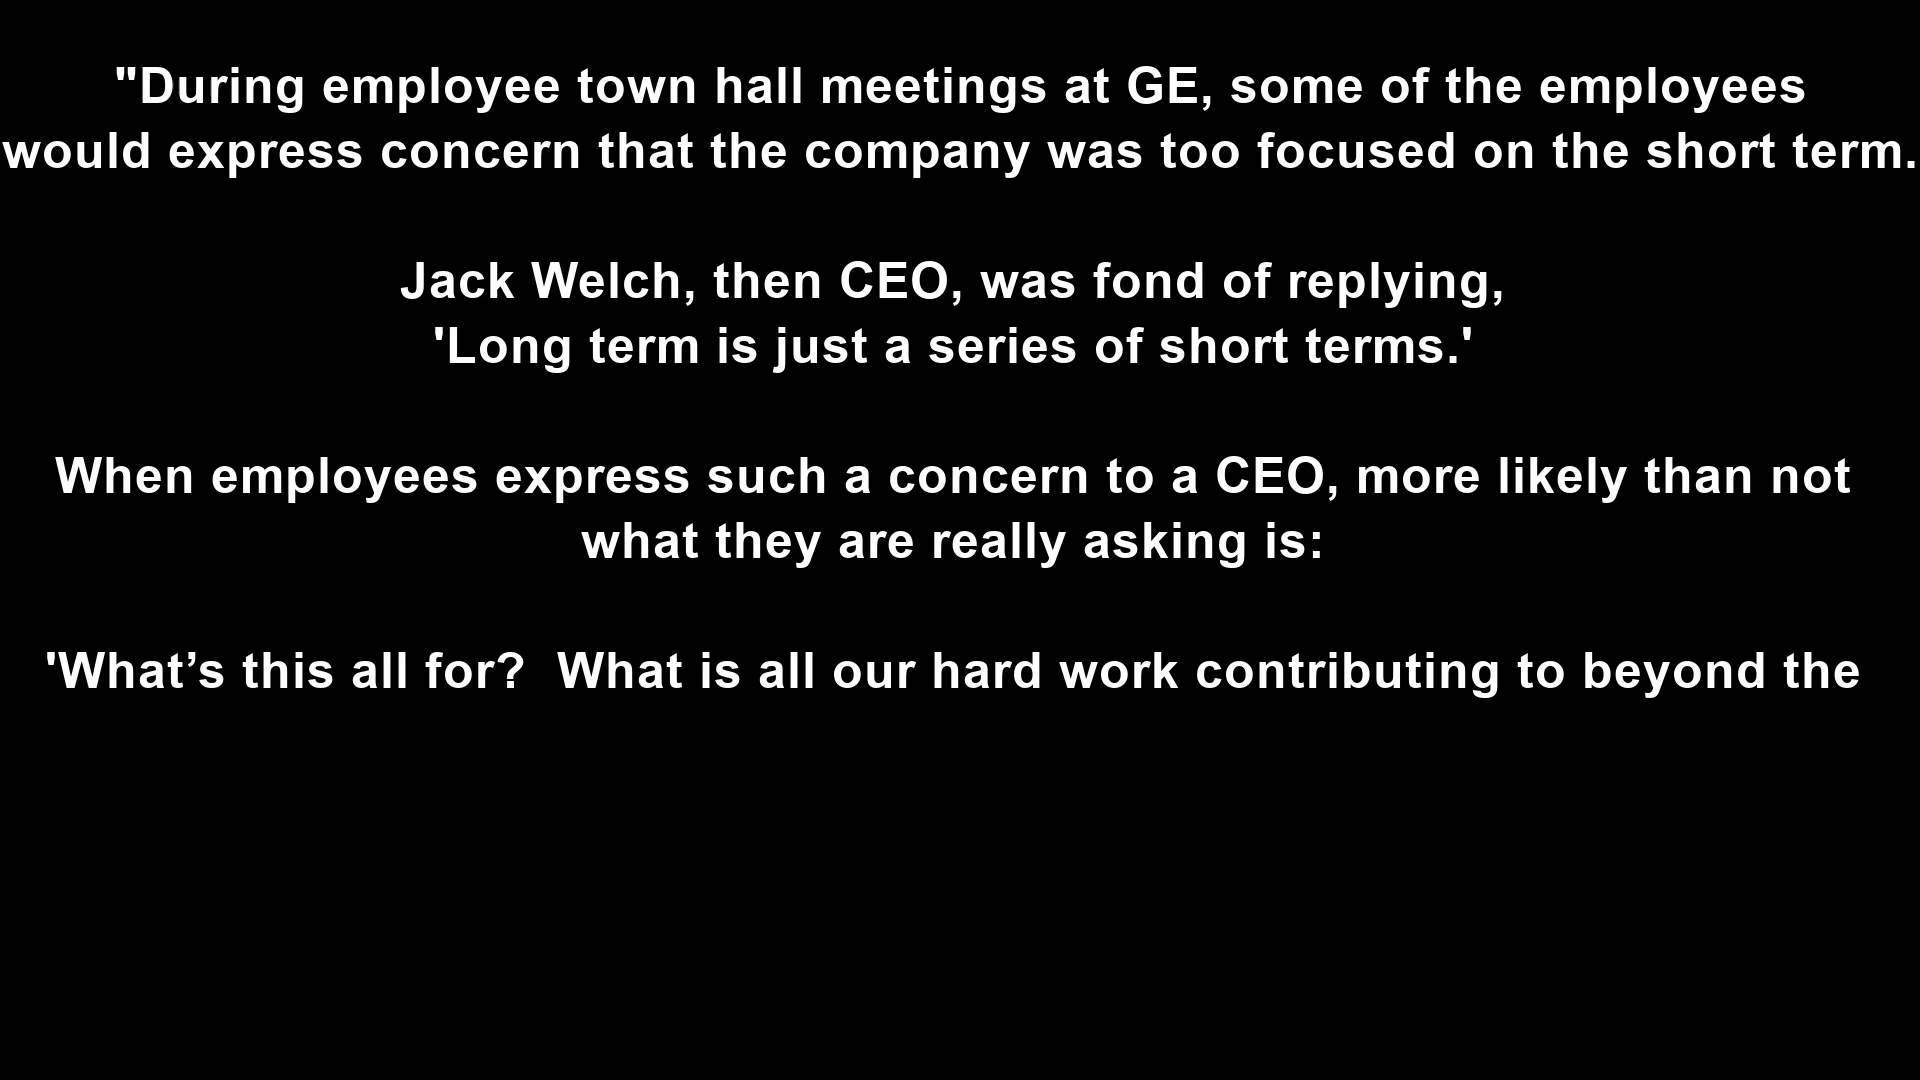 "During employee town hall meetings at GE, some of the employees
would express concern that the company was too focused on the short term.
Jack Welch, then CEO, was fond of replying,
'Long term is just a series of short terms.'
When employees express such a concern to a CEO, more likely than not
what they are really asking is:
'What’s this all for?  What is all our hard work contributing to beyond the